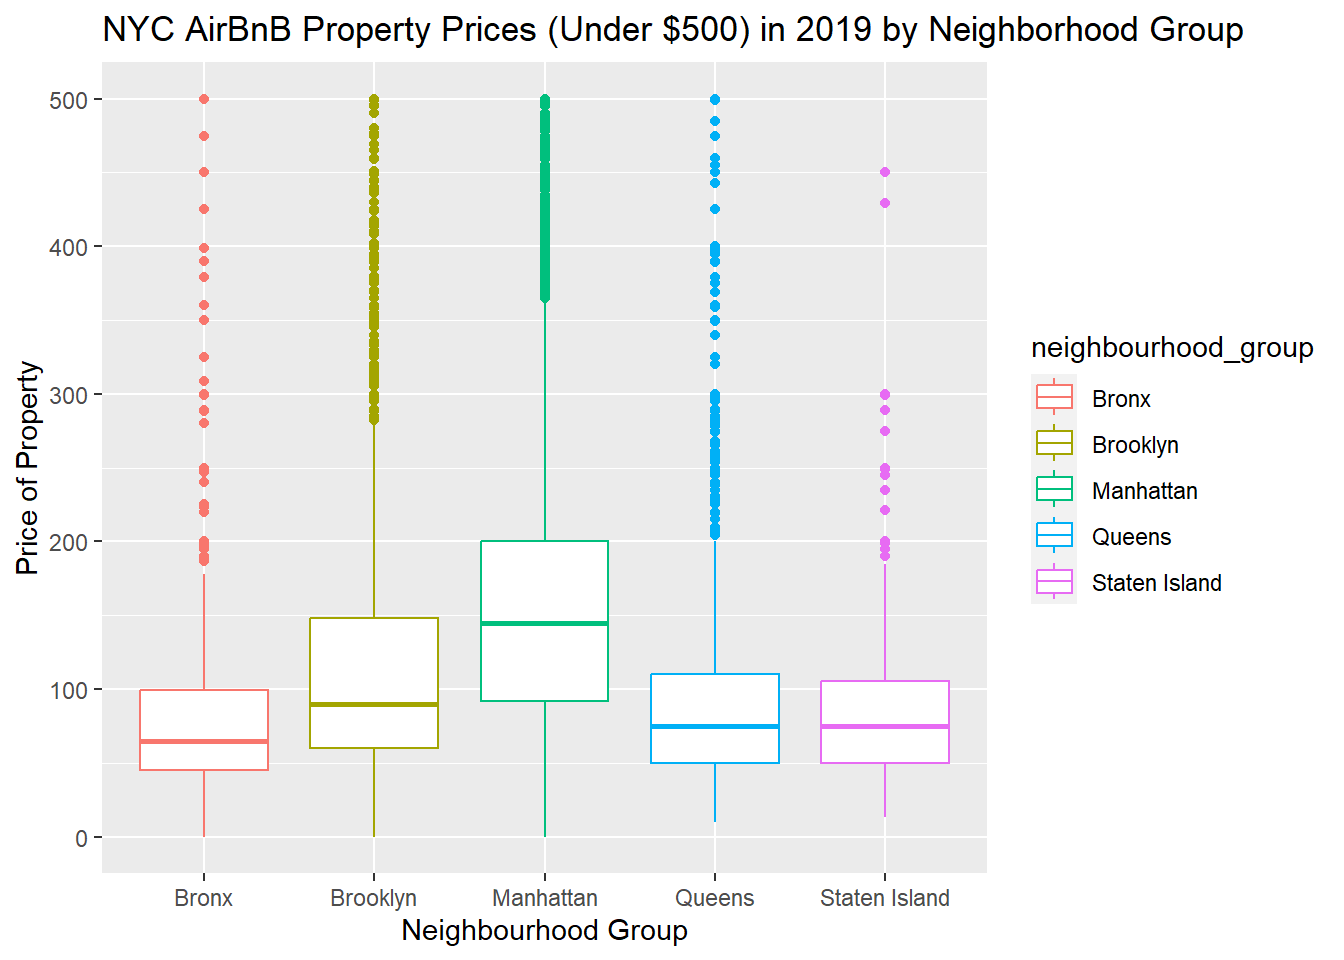 NYC AirBnB Property Prices (Under $500) in 2019 by Neighborhood Group
Price of Property
500
400
300
200
100
0
Bronx
Brooklyn
Manhattan
Queens
Staten Island
Neighbourhood Group
neighbourhood_group
Bronx
Brooklyn
Manhattan
Queens
Staten Island